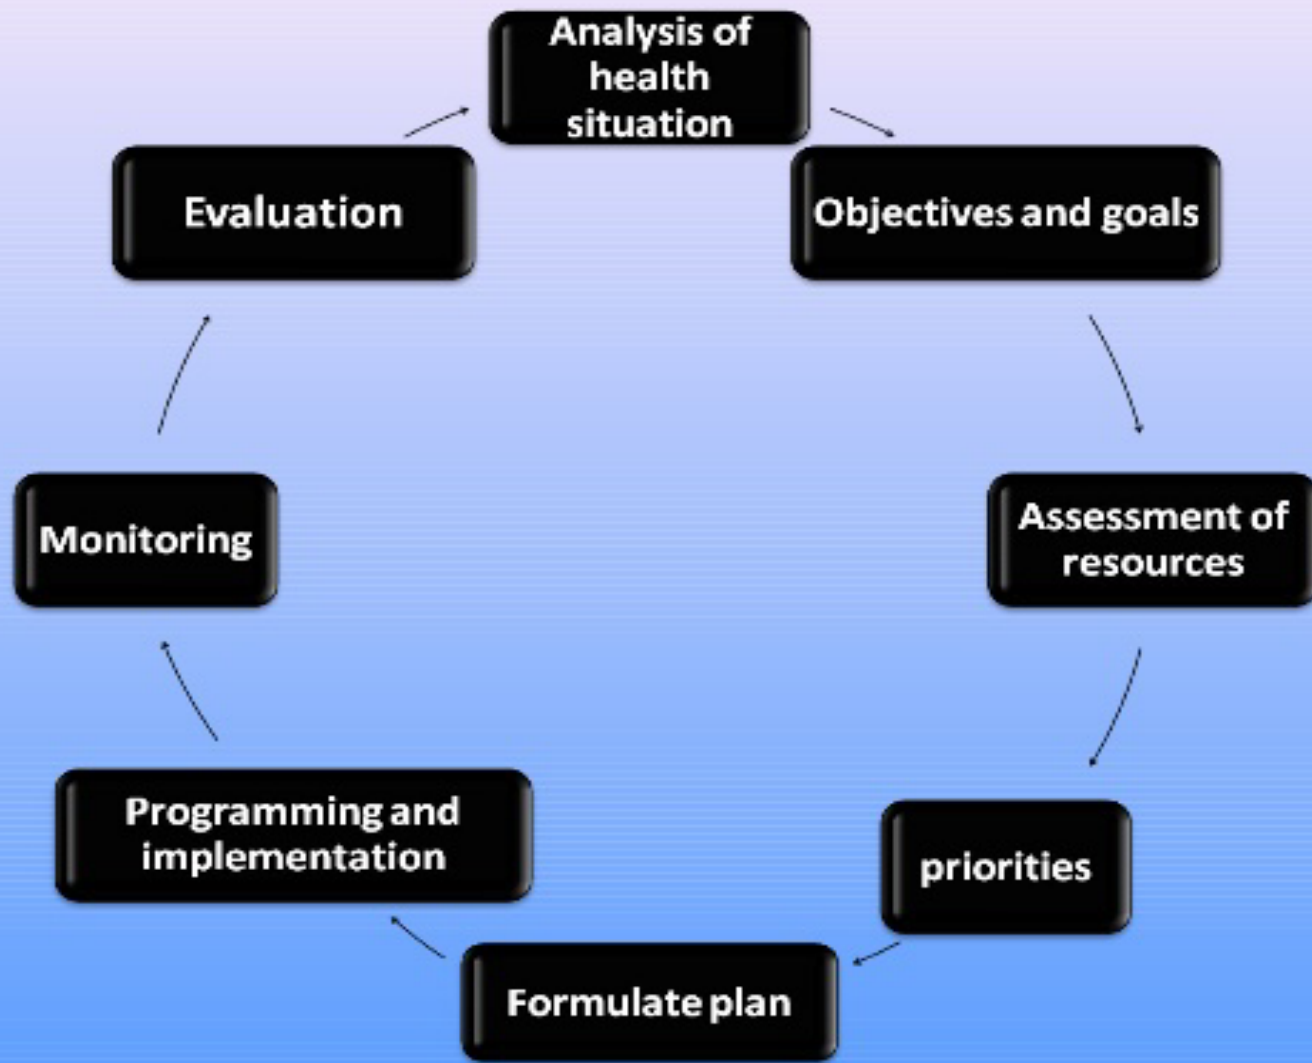 Analysis of
health
situation
Objectives and goals
Assessment of
resources
priorities
Formulate plan
Programming and
implementation
Monitoring
Evaluation